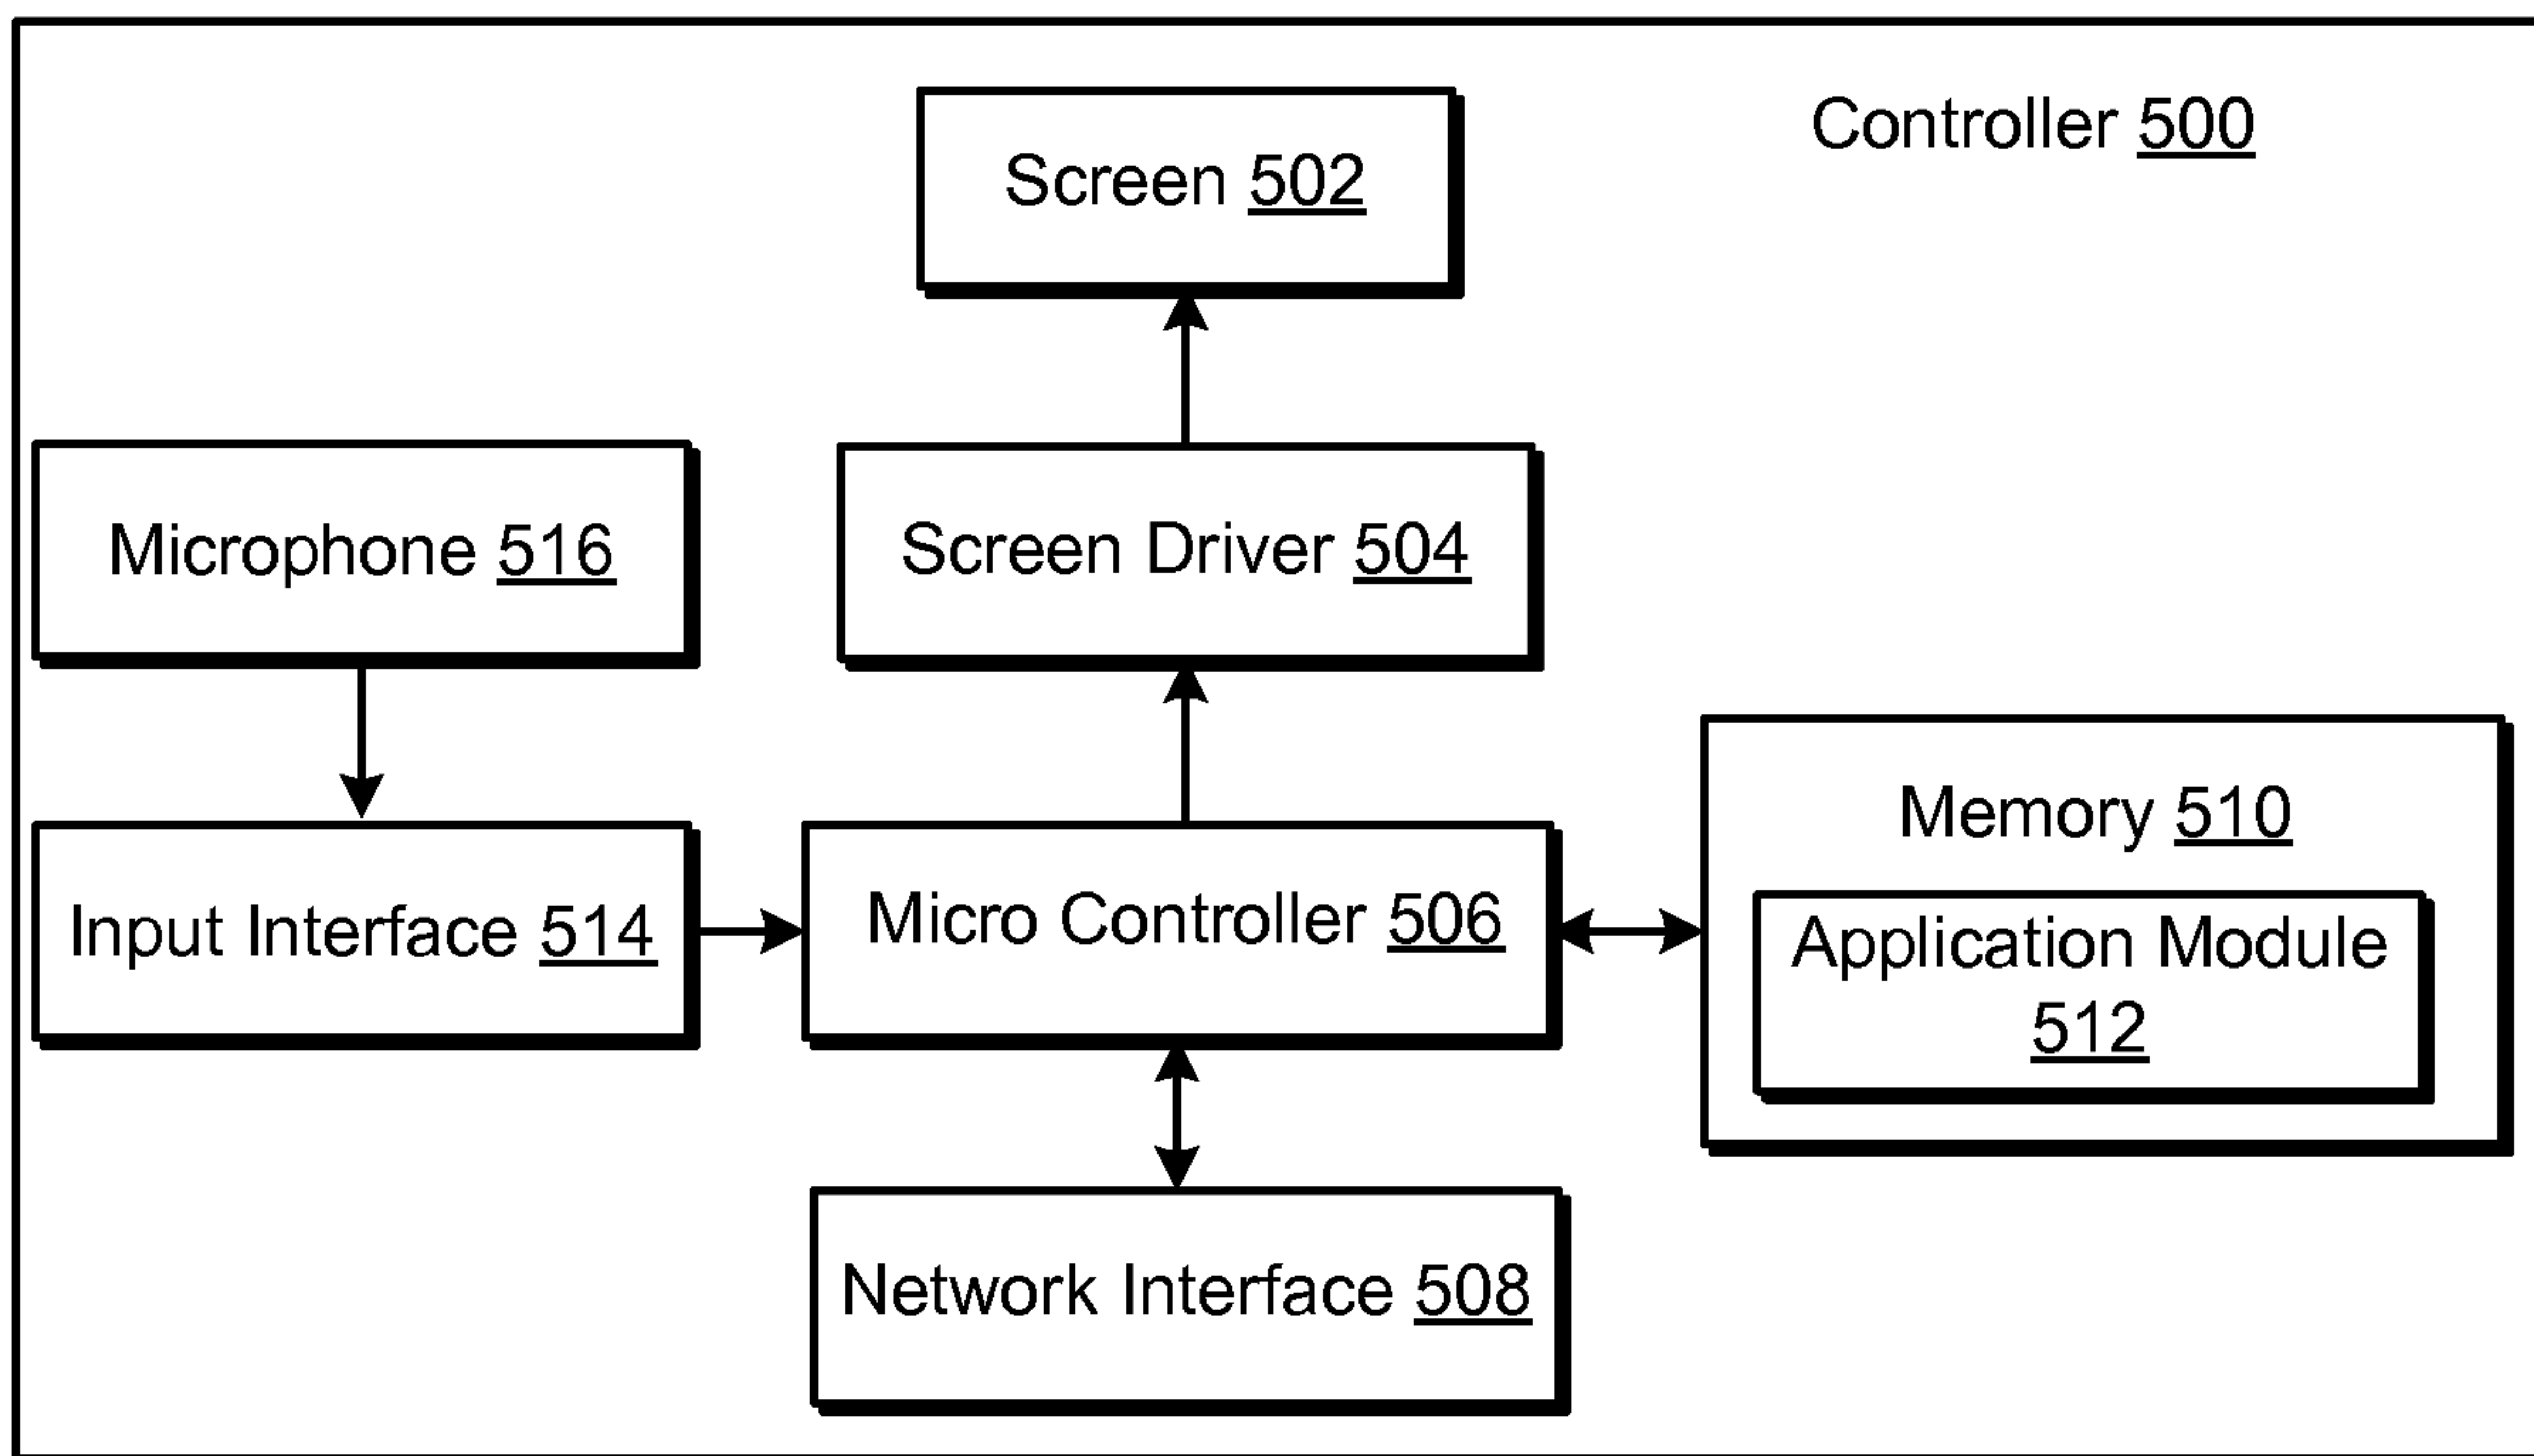 Controller 500
Screen 502
Microphone 516
Screen Driver 504
Memory 510
Input Interface 514
Micro Controller 506
Application Module
512
Network Interface 508